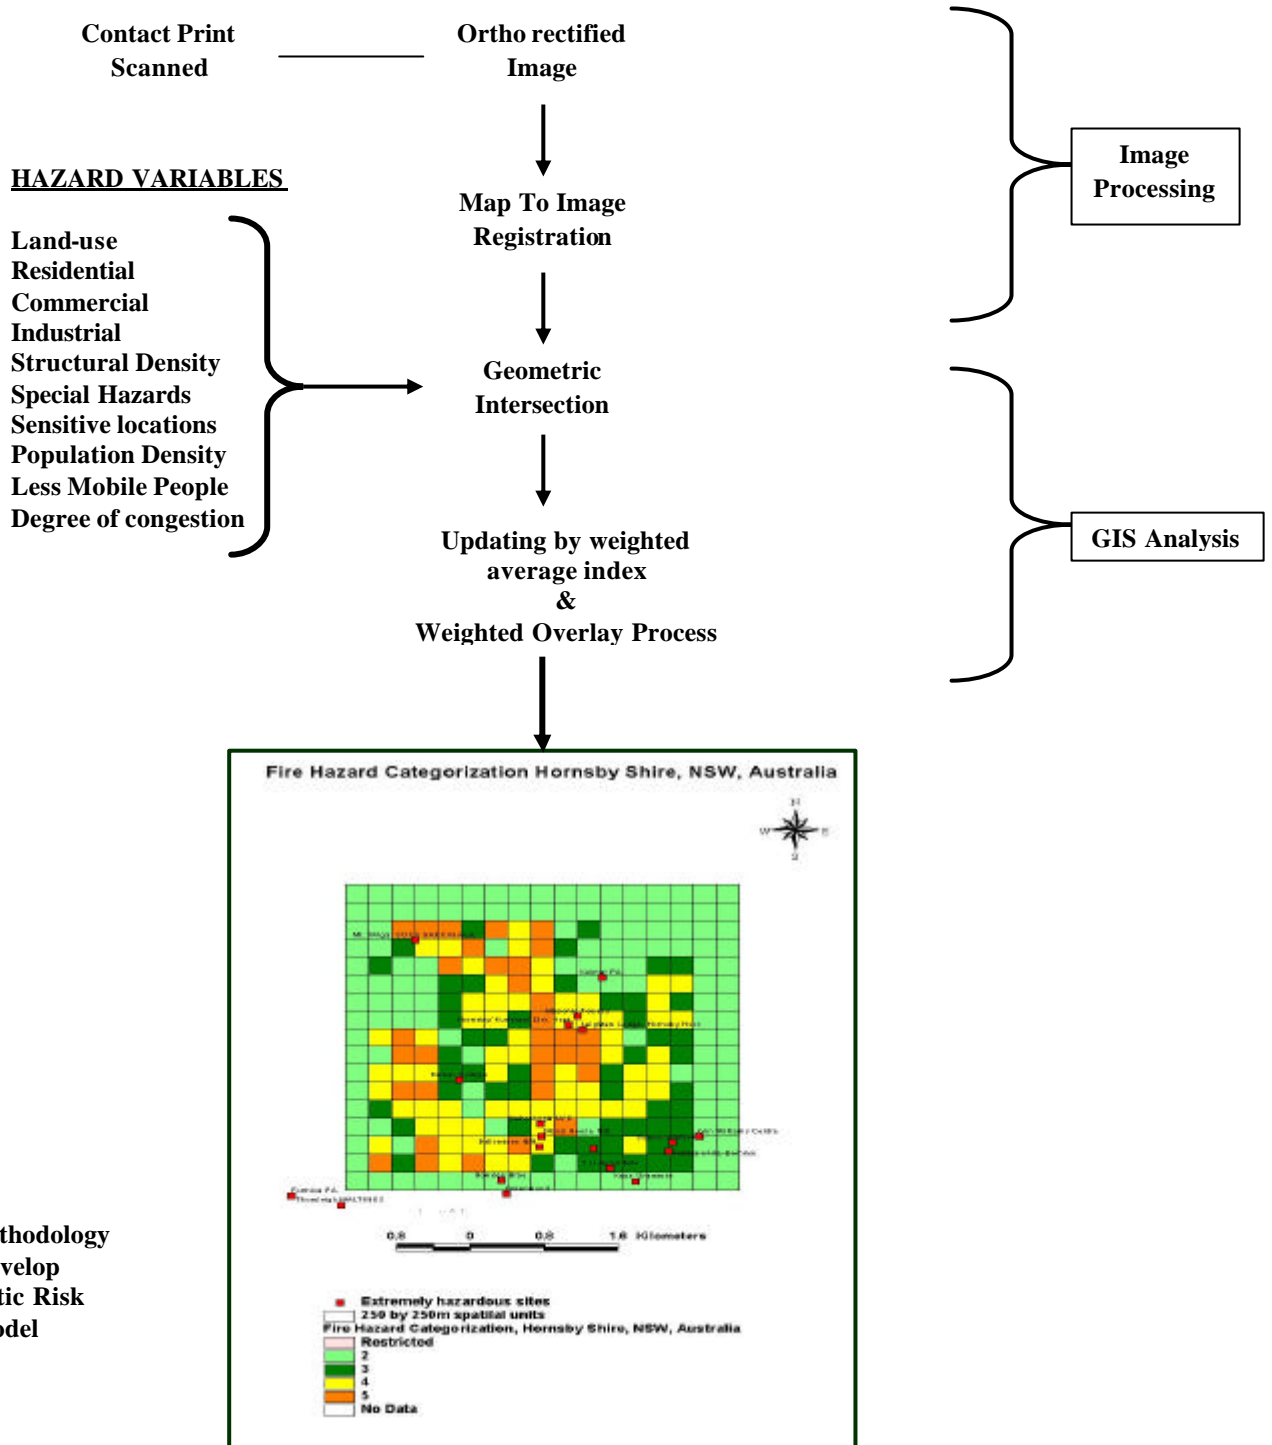 Contact Print
Scanned
Ortho rectified
Image
Image
Processing
HAZARD VARIABLES
Map To Image
Registration
Land-use
Residential
Commercial
Industrial
Structural Density
Special Hazards
Sensitive locations
Population Density
Less Mobile People
Degree of congestion
Geometric
Intersection
GIS Analysis
Updating by weighted
average index
&
Weighted Overlay Process
Fire Hazard Categorization Hornsby Shire, NSW, Australia
N
W E
S
0.8 0 0.8 1.6 Kilometers
thodology
velop
tic Risk
odel
Extremely hazardous sites
250 by 250m spatial units
Fire Hazard Categorization, Hornsby Shire, NSW, Australia
Restricted
2
3
4
5
No Data